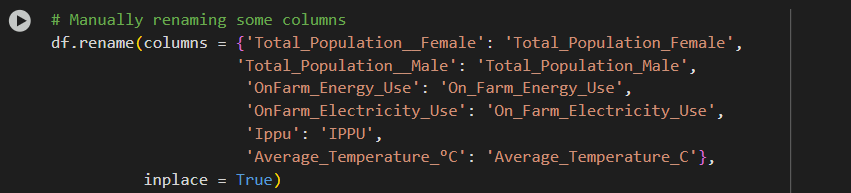 # Manually renaming some columns
df.rename(columns = {'Total_Population__Female': 'Total_Population_Female',
'Total_Population__Male': 'Total_Population_Male',
'OnFarm_Energy_Use': 'On_Farm_Energy_Use',
'OnFarm_Electricity_Use': 'On_Farm_Electricity_Use',
'Ippu': 'IPPU',
'Average_Temperature_°C': 'Average_Temperature_C'},
inplace = True)